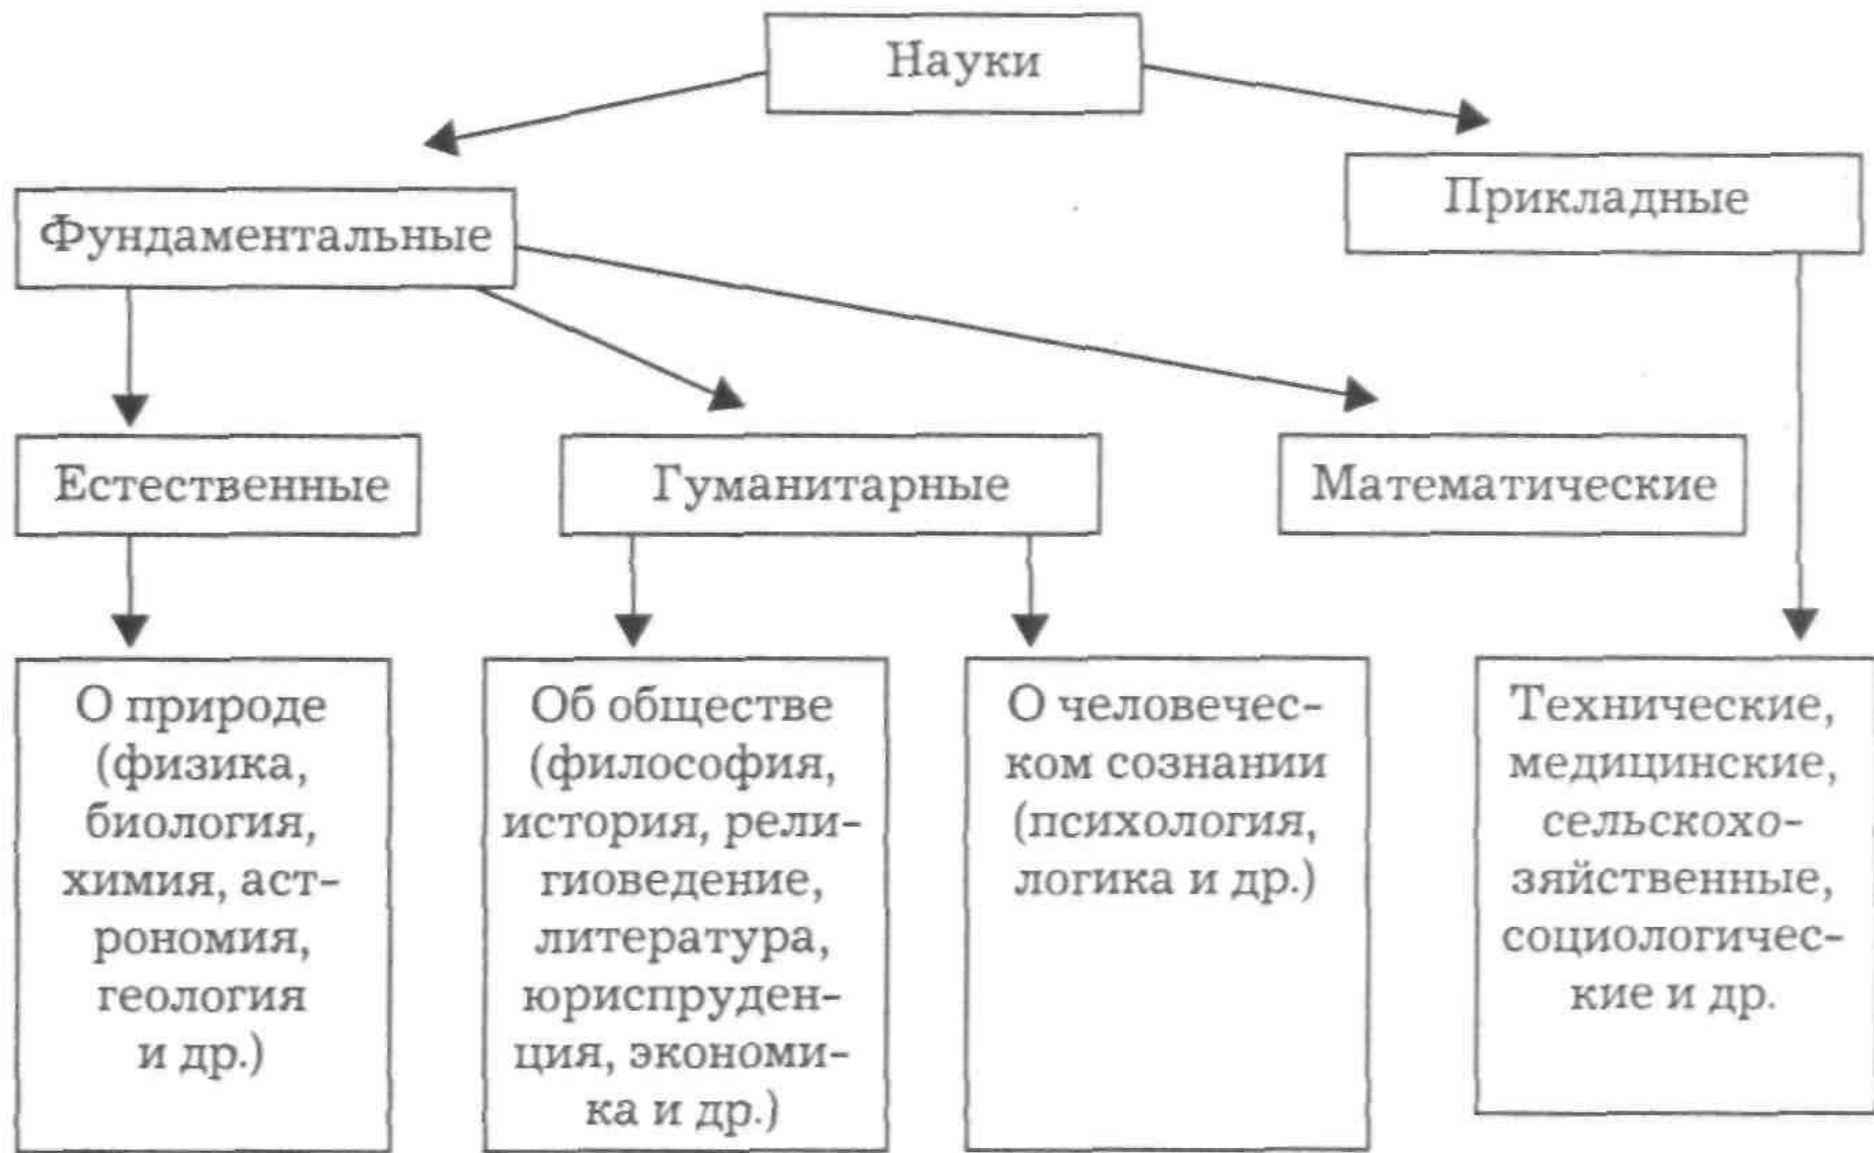 Науки
Фундаментальные
Прикладные
Естественные
Гуманитарные
Математические
О природе
(физика,
биология,
химия, аст-
рономия,
геология
и др.)
Об обществе
(философия,
история, рели-
гиоведение,
литература,
юриспруден-
ция, экономи-
ка и др.)
О человечес-
ком сознании
(психология,
логика и др.)
Технические,
медицинские,
сельскохо-
зяйственные,
социологичес-
кие и др.